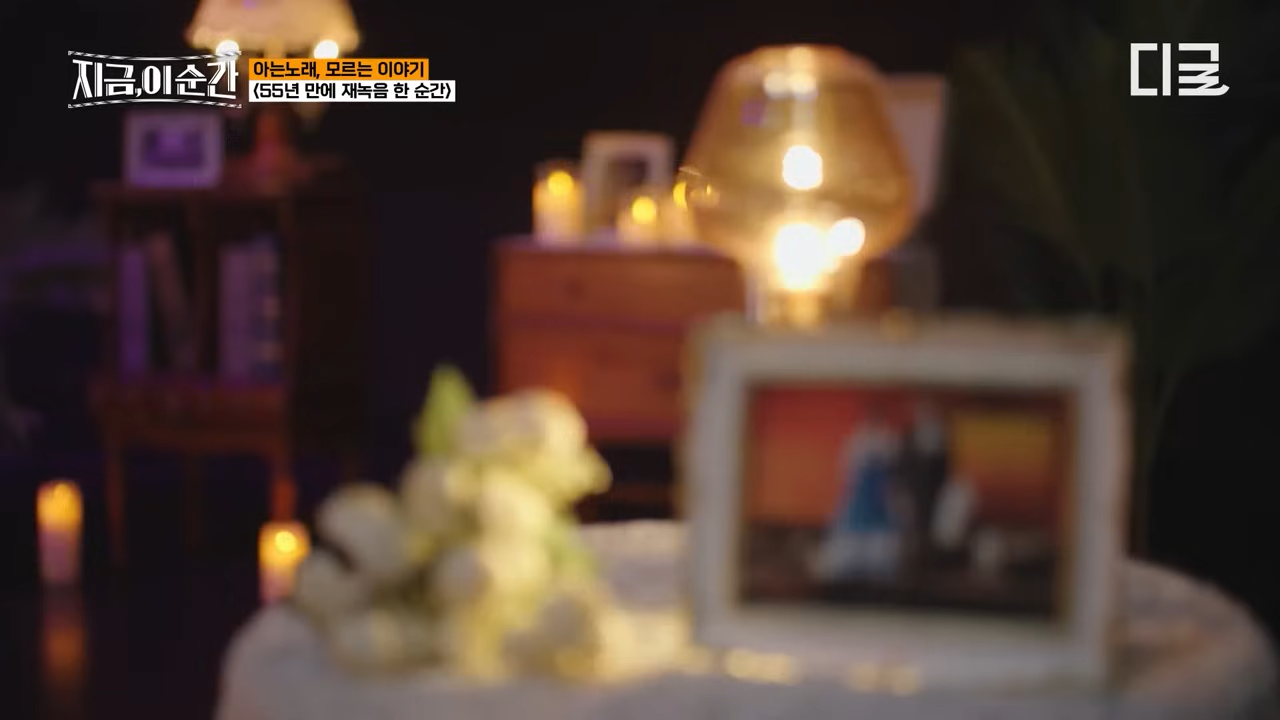 지금,이 순간
아는노래, 모르는 이야기
〈55년 만에 재녹음 한 순간〉
디글